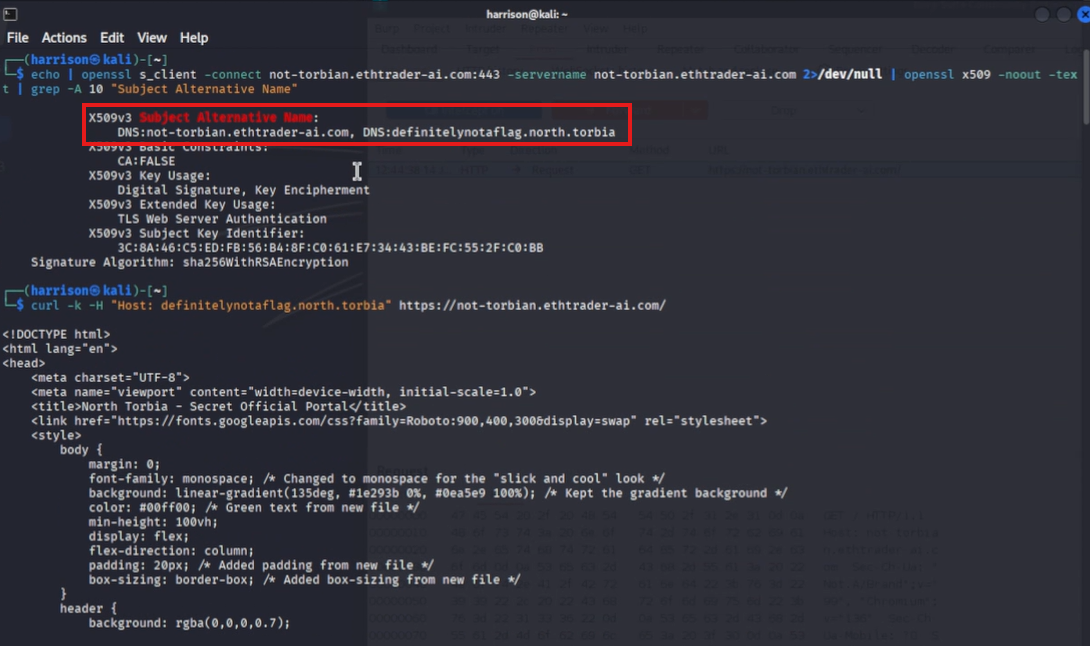 harrison@kali: ~
File Actions Edit View Help
┌──(harrison㉿kali)-[~]
└─$ echo | openssl s_client -connect not-torbian.ethtrader-ai.com:443 -servername not-torbian.ethtrader-ai.com 2>/dev/null | openssl x509 -noout -tex
t | grep -A 10 "Subject Alternative Name"
X509v3 Subject Alternative Name:
DNS:not-torbian.ethtrader-ai.com, DNS:definitelynotaflag.north.torbia
X509v3 Basic Constraints:
CA:FALSE
X509v3 Key Usage:
Digital Signature, Key Encipherment
X509v3 Extended Key Usage:
TLS Web Server Authentication
X509v3 Subject Key Identifier:
3C:8A:46:C5:ED:FB:56:B4:8F:C0:61:E7:34:43:BE:FC:55:2F:C0:BB
Signature Algorithm: sha256WithRSAEncryption
┌──(harrison㉿kali)-[~]
└─$ curl -k -H "Host: definitelynotaflag.north.torbia" https://not-torbian.ethtrader-ai.com/
<!DOCTYPE html>
<html lang="en">
<head>
<meta charset="UTF-8">
<meta name="viewport" content="width=device-width, initial-scale=1.0">
<title>North Torbia - Secret Official Portal</title>
<link href="https://fonts.googleapis.com/css?family=Roboto:900,400,300&display=swap" rel="stylesheet">
<style>
body {
margin: 0;
font-family: monospace; /* Changed to monospace for the "slick and cool" look */
background: linear-gradient(135deg, #1e293b 0%, #0ea5e9 100%); /* Kept the gradient background */
color: #00ff00; /* Green text from new file */
min-height: 100vh;
display: flex;
flex-direction: column;
padding: 20px; /* Added padding from new file */
box-sizing: border-box; /* Added box-sizing from new file */
}
header {
background: rgba(0,0,0,0.7);